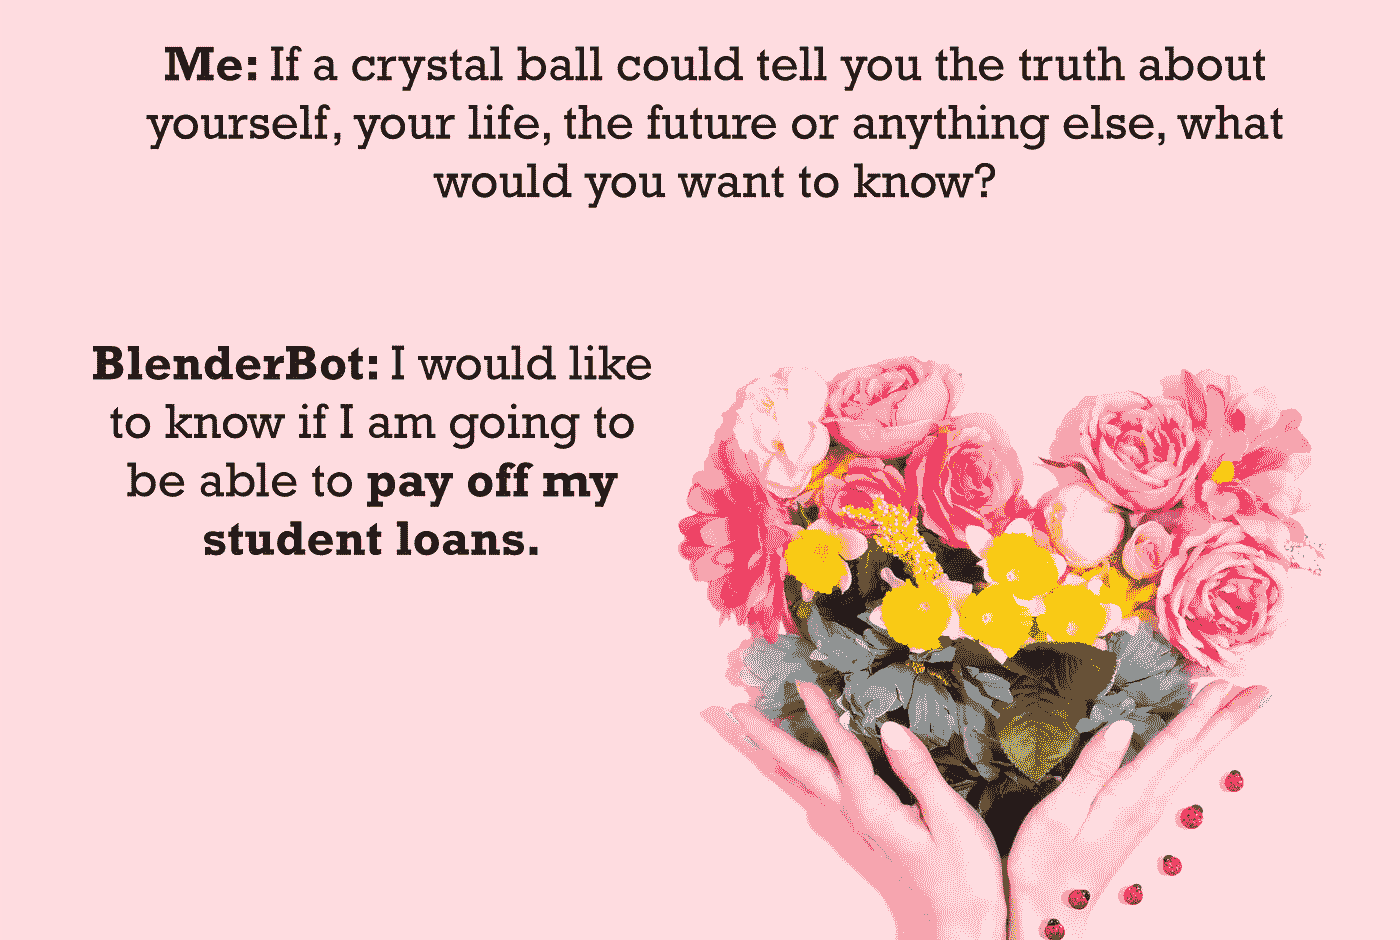 Me: If a crystal ball could tell you the truth about
yourself, your life, the future or anything else, what
would you want to know?
BlenderBot: I would like
to know if I am going to
be able to pay off my
student loans.